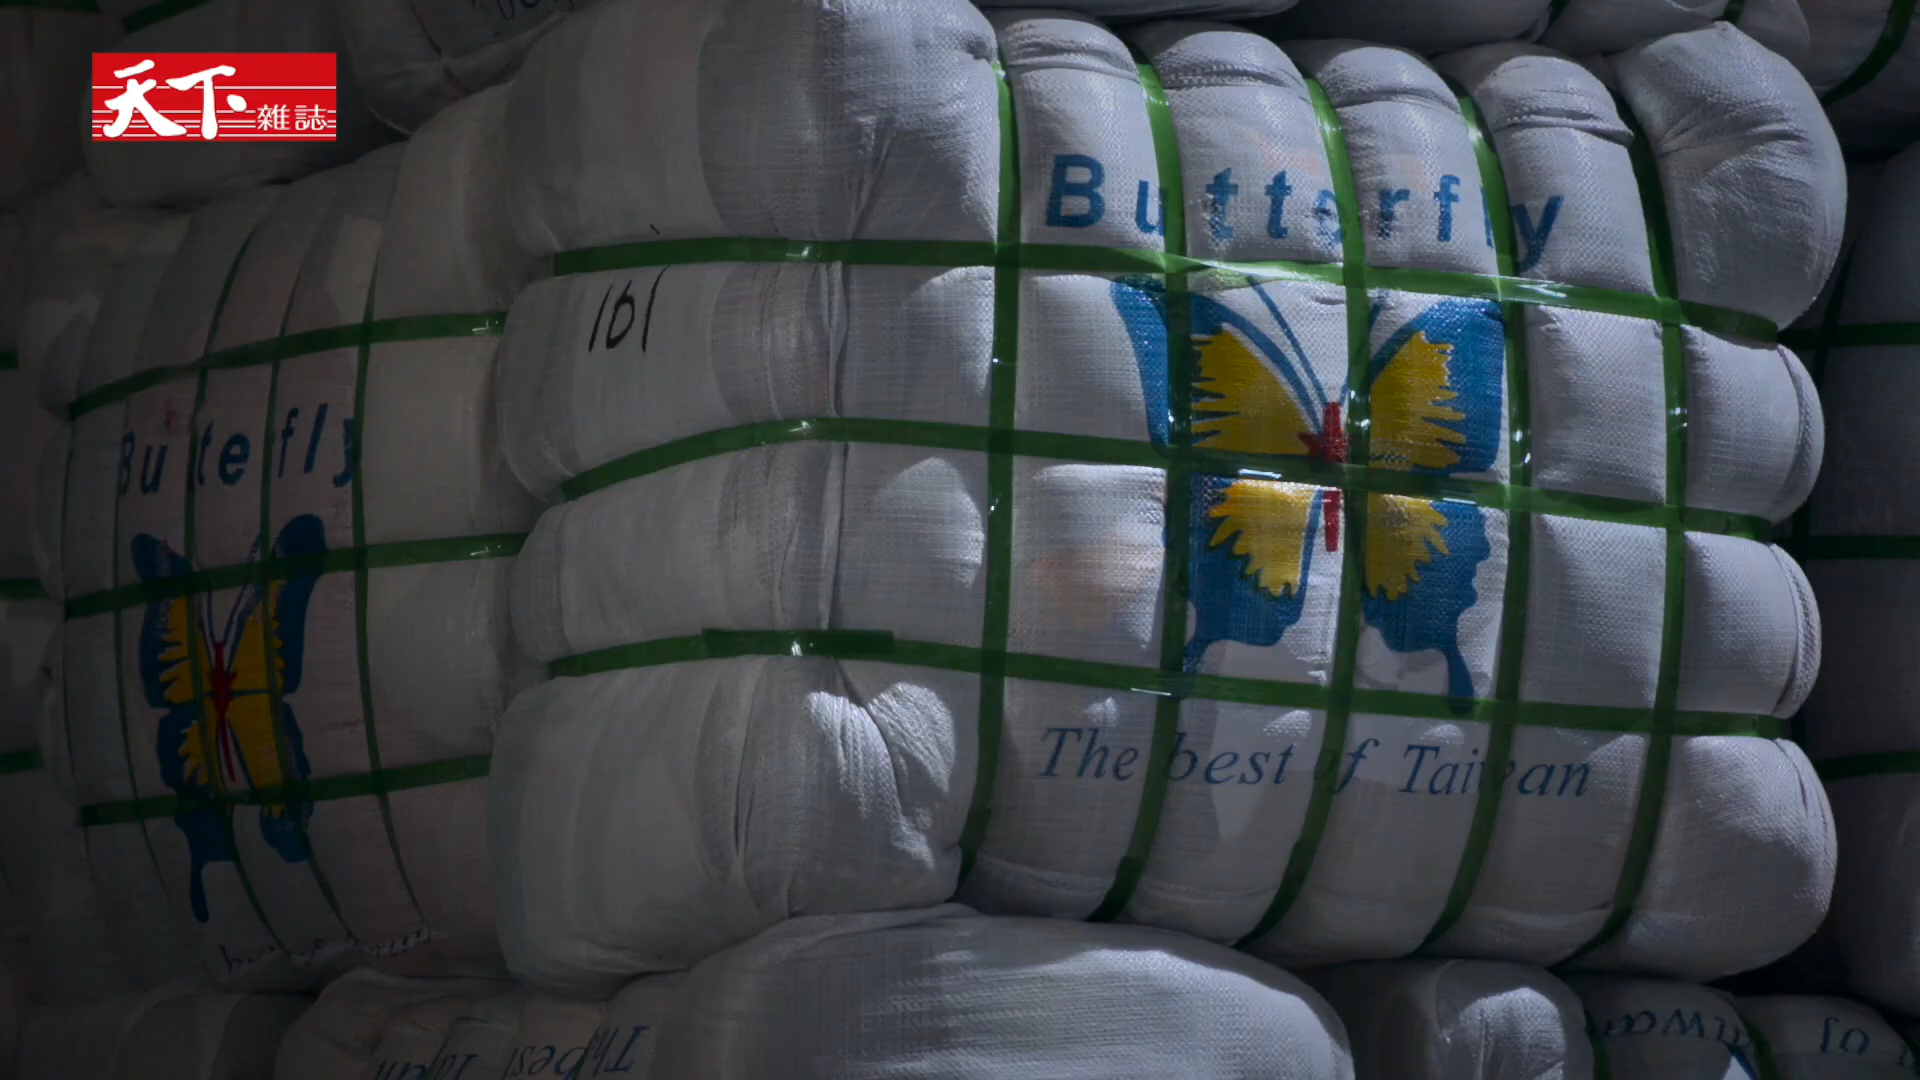 天下雜誌
Butterfly
161
Butterfly
The best of Taiwan